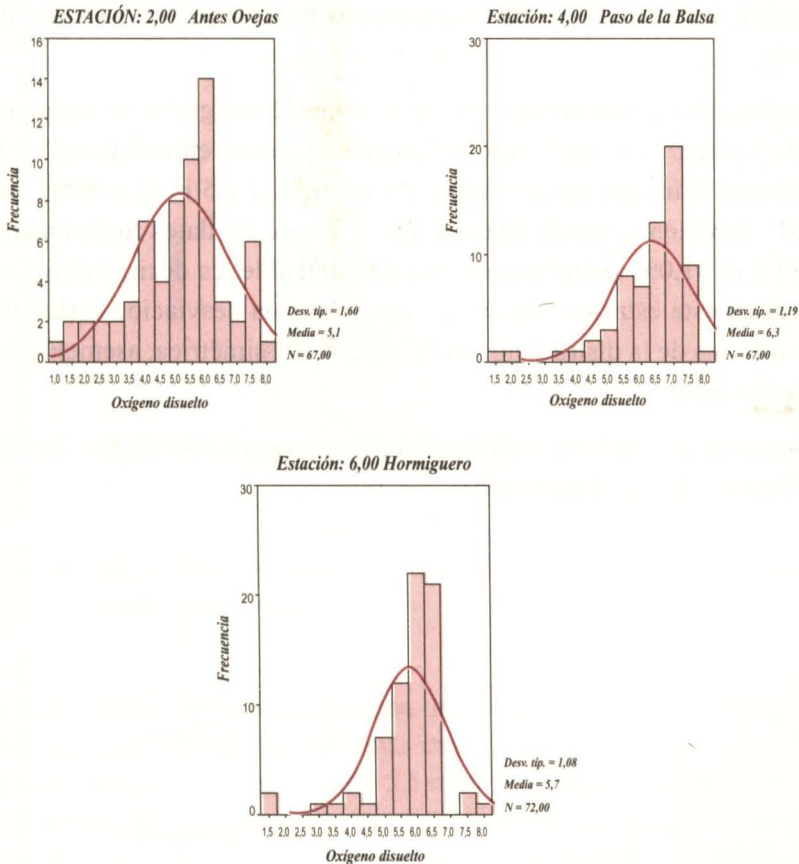 ESTACIÓN: 2,00 Antes Ovejas
16
14
12
10
8
6
4
2
0
Frecuencia
1,0 1,5 2,0 2,5 3,0 3,5 4,0 4,5 5,0 5,5 6,0 6,5 7,0 7,5 8,0
Oxígeno disuelto
Desv. típ. = 1,60
Media = 5,1
N = 67,00
Estación: 4,00 Paso de la Balsa
30
20
10
0
Frecuencia
1,5 2,0 2,5 3,0 3,5 4,0 4,5 5,0 5,5 6,0 6,5 7,0 7,5 8,0
Oxígeno disuelto
Desv. típ. = 1,19
Media = 6,3
N = 67,00
Estación: 6,00 Hormiguero
30
20
10
0
Frecuencia
1,5 2,0 2,5 3,0 3,5 4,0 4,5 5,0 5,5 6,0 6,5 7,0 7,5 8,0
Oxígeno disuelto
Desv. típ. = 1,08
Media = 5,7
N = 72,00